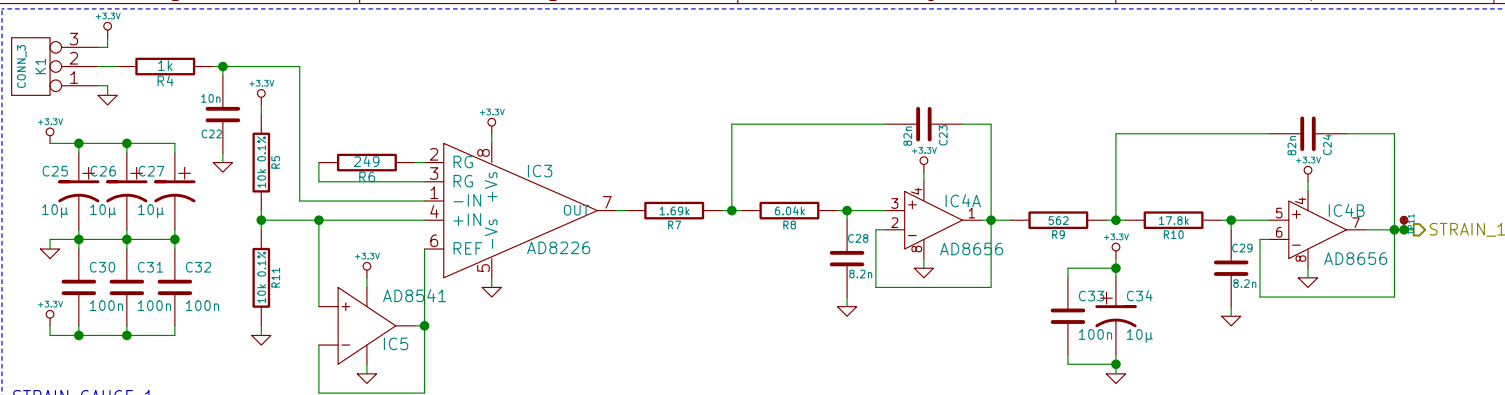 +3.3V
CONN_3
K1
3
2
1
1k
R4
10n
C22
+3.3V
10k 0.1%
R5
10k 0.1%
R11
+3.3V
C25
C26
C27
10µ
10µ
10µ
C30
C31
C32
100n
100n
100n
+3.3V
249
R6
+3.3V
8
2
RG
3
RG
1
-IN
4
+IN
6
REF
+Vs
-Vs
5
OUT
7
IC3
AD8226
+3.3V
AD8541
+
−
IC5
1.69k
R7
6.04k
R8
82n
C23
+3.3V
4
3
+
2
−
1
8
IC4A
AD8656
C28
8.2n
562
R9
17.8k
R10
+3.3V
C33
C34
100n
10µ
82n
C24
+3.3V
4
5
+
6
−
7
8
IC4B
AD8656
C29
8.2n
STRAIN_1
STRAIN GAUGE 1